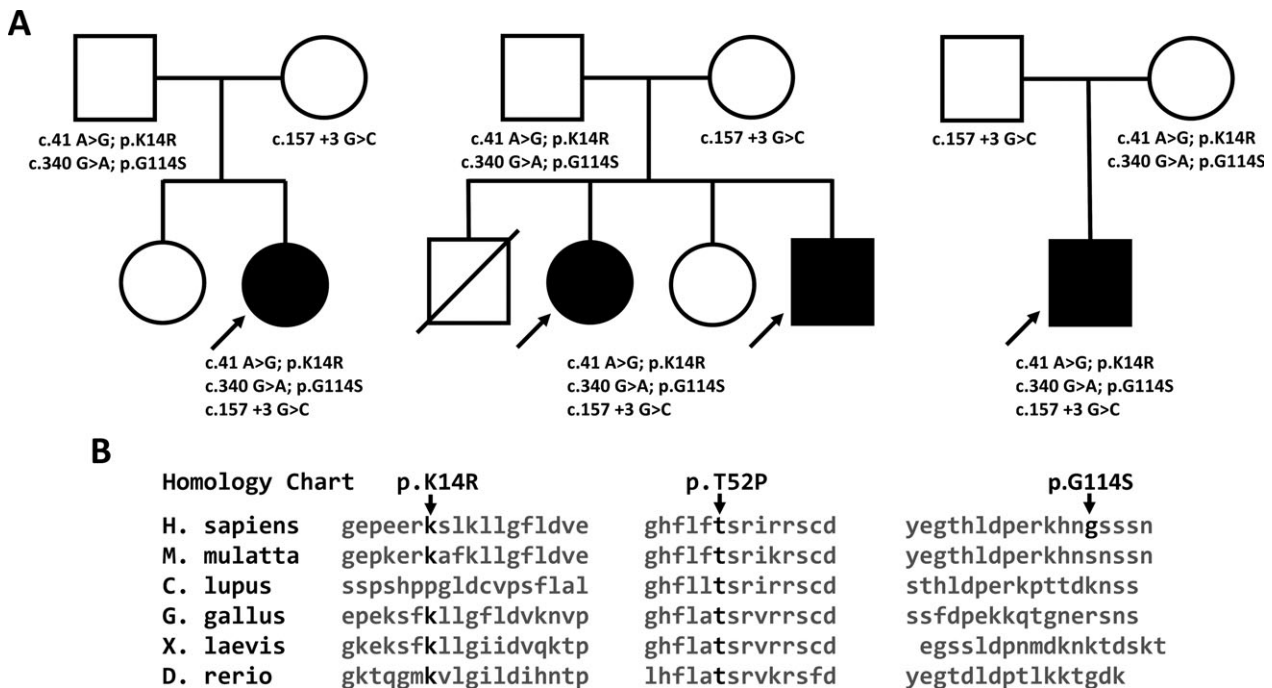 A
c.41 A>G; p.K14R
c.340 G>A; p.G114S
c.157 +3 G>C
c.41 A>G; p.K14R
c.340 G>A; p.G114S
c.157 +3 G>C
c.157 +3 G>C
c.41 A>G; p.K14R
c.340 G>A; p.G114S
c.41 A>G; p.K14R
c.340 G>A; p.G114S
c.157 +3 G>C
c.41 A>G; p.K14R
c.340 G>A; p.G114S
c.157 +3 G>C
c.41 A>G; p.K14R
c.340 G>A; p.G114S
c.157 +3 G>C
B
Homology Chart p.K14R p.T52P p.G114S
H. sapiens gepeerkslkllgfldve ghflftsrirrscd yegthldperkhngsssn
M. mulatta gepkerkafkllgfldve ghflftsrikrscd yegthldperkhnsnssn
C. lupus sspshppgldcvpsflal ghflltsrirrscd sthldperkpttdknss
G. gallus epeksfkllgfldvknvp ghflatsrvrrscd ssfdpekkqtgnersns
X. laevis gkeksfkllgiidvqktp ghflatsrvrrscd egssldpnmdknktdskt
D. rerio gktqgmkvlgildihntp lhflatsrvkrsfd yegtdldptlkktgdk